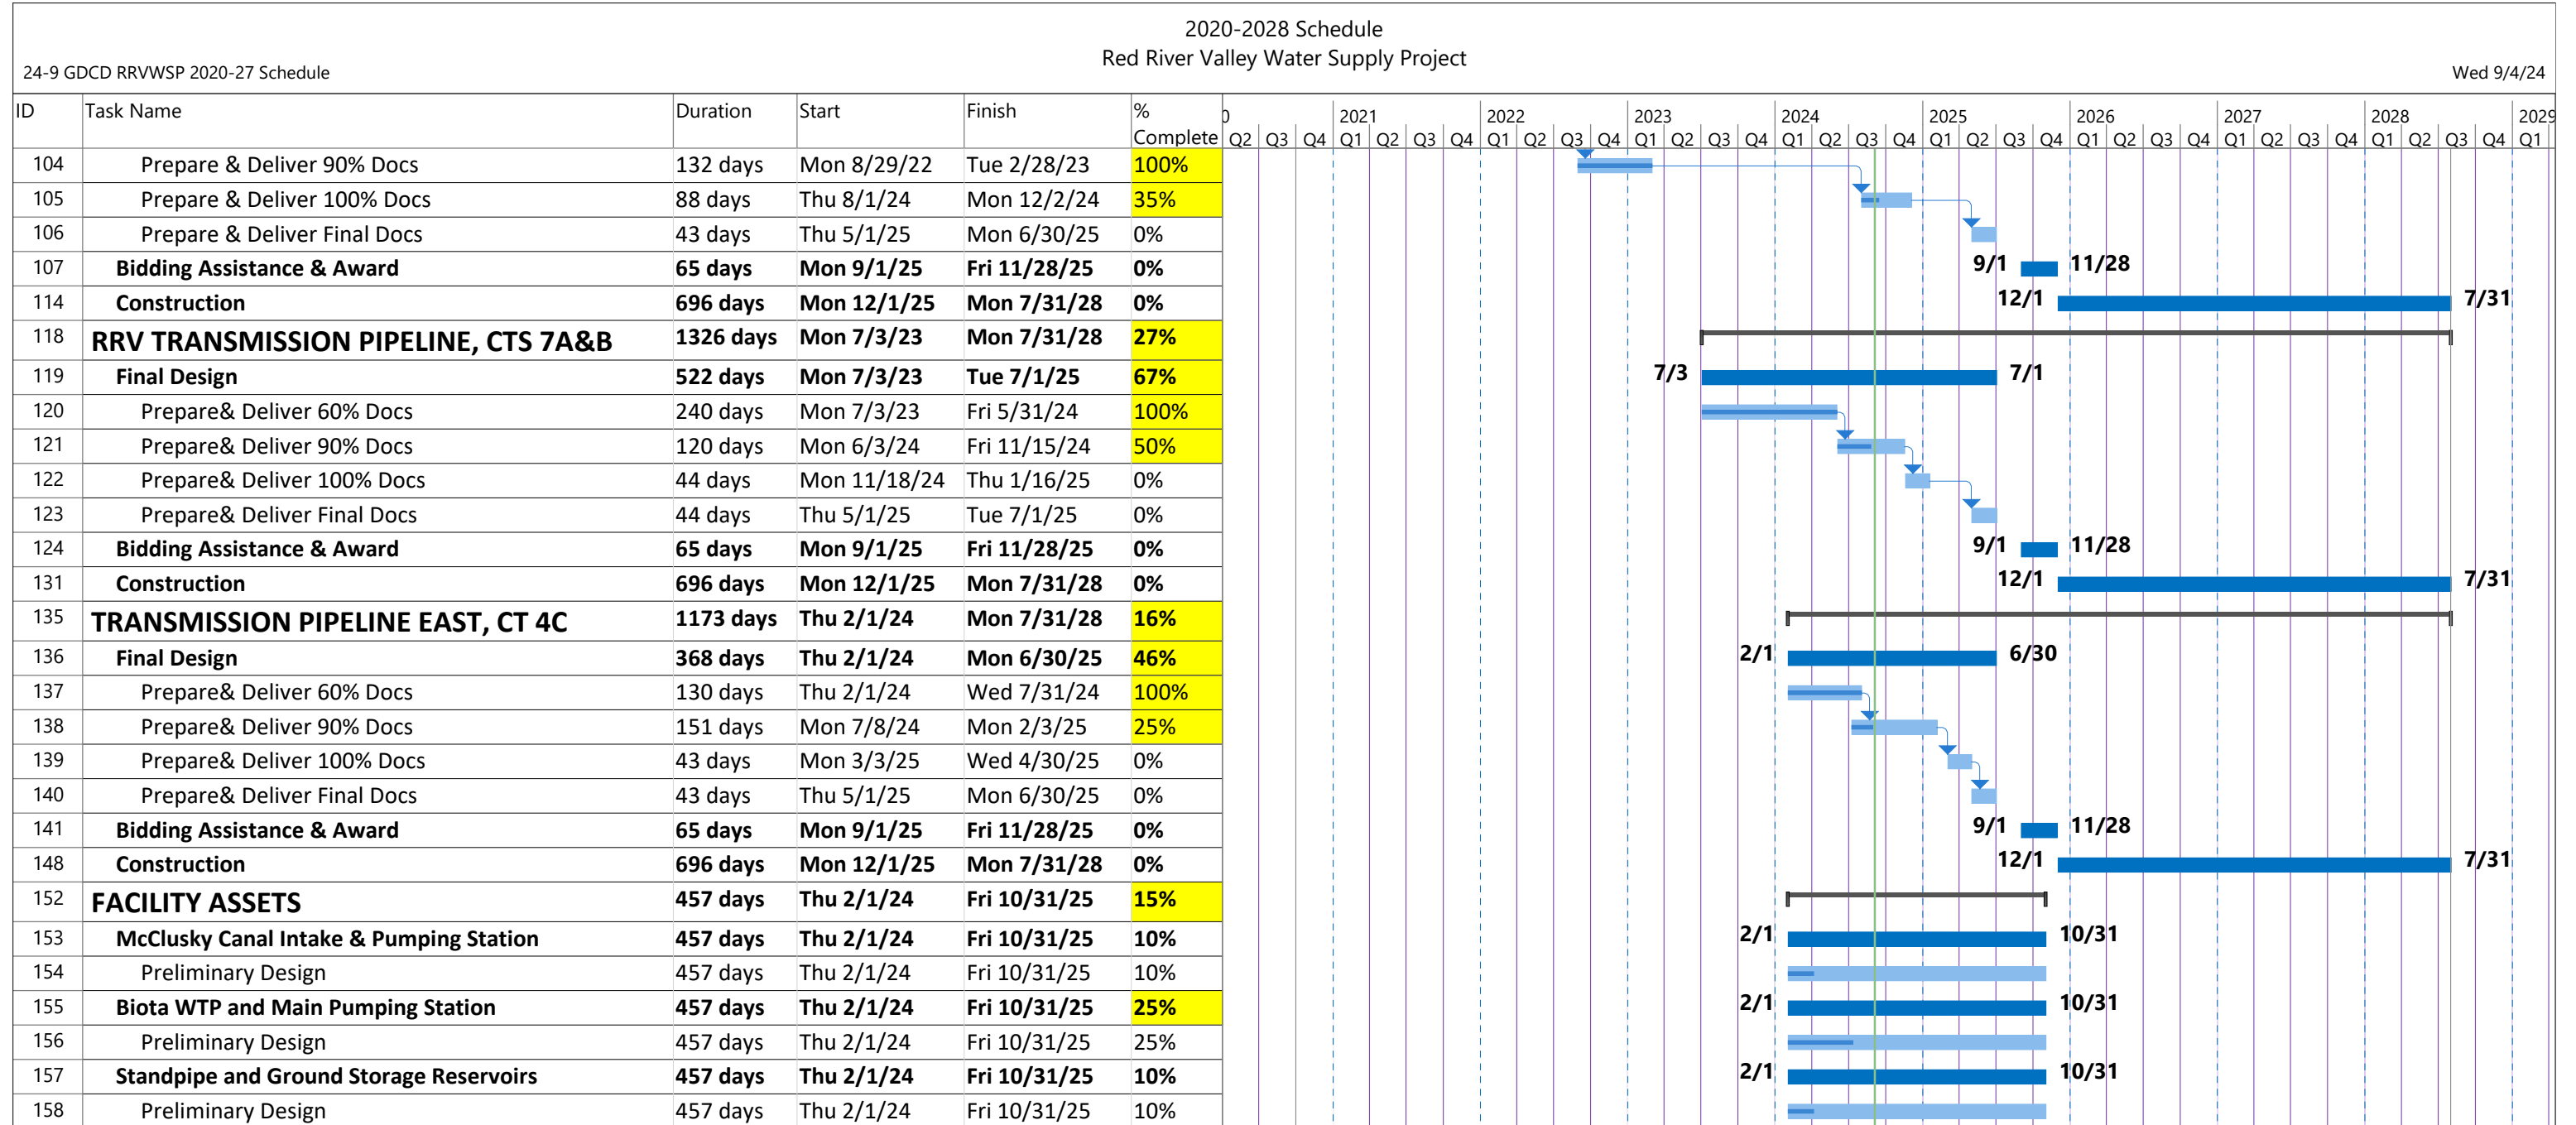 2020-2028 Schedule
Red River Valley Water Supply Project
24-9 GDCD RRVWSP 2020-27 Schedule
Wed 9/4/24
ID Task Name Duration Start Finish % Complete
0 2021 2022 2023 2024 2025 2026 2027 2028 2029
Q2 Q3 Q4 Q1 Q2 Q3 Q4 Q1 Q2 Q3 Q4 Q1 Q2 Q3 Q4 Q1 Q2 Q3 Q4 Q1 Q2 Q3 Q4 Q1 Q2 Q3 Q4 Q1 Q2 Q3 Q4 Q1 Q2 Q3 Q4 Q1
104 Prepare & Deliver 90% Docs 132 days Mon 8/29/22 Tue 2/28/23 100%
105 Prepare & Deliver 100% Docs 88 days Thu 8/1/24 Mon 12/2/24 35%
106 Prepare & Deliver Final Docs 43 days Thu 5/1/25 Mon 6/30/25 0%
107 Bidding Assistance & Award 65 days Mon 9/1/25 Fri 11/28/25 0% 9/1 11/28
114 Construction 696 days Mon 12/1/25 Mon 7/31/28 0% 12/1 7/31
118 RRV TRANSMISSION PIPELINE, CTS 7A&B 1326 days Mon 7/3/23 Mon 7/31/28 27%
119 Final Design 522 days Mon 7/3/23 Tue 7/1/25 67% 7/3 7/1
120 Prepare& Deliver 60% Docs 240 days Mon 7/3/23 Fri 5/31/24 100%
121 Prepare& Deliver 90% Docs 120 days Mon 6/3/24 Fri 11/15/24 50%
122 Prepare& Deliver 100% Docs 44 days Mon 11/18/24 Thu 1/16/25 0%
123 Prepare& Deliver Final Docs 44 days Thu 5/1/25 Tue 7/1/25 0%
124 Bidding Assistance & Award 65 days Mon 9/1/25 Fri 11/28/25 0% 9/1 11/28
131 Construction 696 days Mon 12/1/25 Mon 7/31/28 0% 12/1 7/31
135 TRANSMISSION PIPELINE EAST, CT 4C 1173 days Thu 2/1/24 Mon 7/31/28 16%
136 Final Design 368 days Thu 2/1/24 Mon 6/30/25 46% 2/1 6/30
137 Prepare& Deliver 60% Docs 130 days Thu 2/1/24 Wed 7/31/24 100%
138 Prepare& Deliver 90% Docs 151 days Mon 7/8/24 Mon 2/3/25 25%
139 Prepare& Deliver 100% Docs 43 days Mon 3/3/25 Wed 4/30/25 0%
140 Prepare& Deliver Final Docs 43 days Thu 5/1/25 Mon 6/30/25 0%
141 Bidding Assistance & Award 65 days Mon 9/1/25 Fri 11/28/25 0% 9/1 11/28
148 Construction 696 days Mon 12/1/25 Mon 7/31/28 0% 12/1 7/31
152 FACILITY ASSETS 457 days Thu 2/1/24 Fri 10/31/25 15%
153 McClusky Canal Intake & Pumping Station 457 days Thu 2/1/24 Fri 10/31/25 10% 2/1 10/31
154 Preliminary Design 457 days Thu 2/1/24 Fri 10/31/25 10%
155 Biota WTP and Main Pumping Station 457 days Thu 2/1/24 Fri 10/31/25 25% 2/1 10/31
156 Preliminary Design 457 days Thu 2/1/24 Fri 10/31/25 25%
157 Standpipe and Ground Storage Reservoirs 457 days Thu 2/1/24 Fri 10/31/25 10% 2/1 10/31
158 Preliminary Design 457 days Thu 2/1/24 Fri 10/31/25 10%